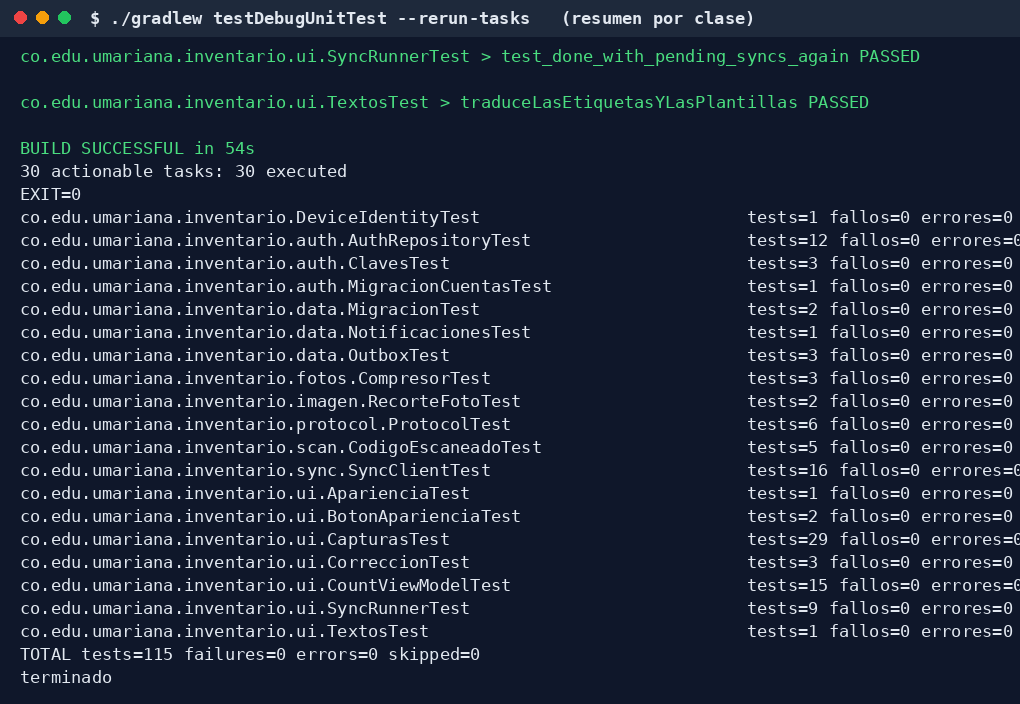 $ ./gradlew testDebugUnitTest --rerun-tasks   (resumen por clase)
co.edu.umariana.inventario.ui.SyncRunnerTest > test_done_with_pending_syncs_again PASSED
co.edu.umariana.inventario.ui.TextosTest > traduceLasEtiquetasYLasPlantillas PASSED
BUILD SUCCESSFUL in 54s
30 actionable tasks: 30 executed
EXIT=0
co.edu.umariana.inventario.DeviceIdentityTest tests=1 fallos=0 errores=0
co.edu.umariana.inventario.auth.AuthRepositoryTest tests=12 fallos=0 errores=0
co.edu.umariana.inventario.auth.ClavesTest tests=3 fallos=0 errores=0
co.edu.umariana.inventario.auth.MigracionCuentasTest tests=1 fallos=0 errores=0
co.edu.umariana.inventario.data.MigracionTest tests=2 fallos=0 errores=0
co.edu.umariana.inventario.data.NotificacionesTest tests=1 fallos=0 errores=0
co.edu.umariana.inventario.data.OutboxTest tests=3 fallos=0 errores=0
co.edu.umariana.inventario.fotos.CompresorTest tests=3 fallos=0 errores=0
co.edu.umariana.inventario.imagen.RecorteFotoTest tests=2 fallos=0 errores=0
co.edu.umariana.inventario.protocol.ProtocolTest tests=6 fallos=0 errores=0
co.edu.umariana.inventario.scan.CodigoEscaneadoTest tests=5 fallos=0 errores=0
co.edu.umariana.inventario.sync.SyncClientTest tests=16 fallos=0 errores=0
co.edu.umariana.inventario.ui.AparienciaTest tests=1 fallos=0 errores=0
co.edu.umariana.inventario.ui.BotonAparienciaTest tests=2 fallos=0 errores=0
co.edu.umariana.inventario.ui.CapturasTest tests=29 fallos=0 errores=0
co.edu.umariana.inventario.ui.CorreccionTest tests=3 fallos=0 errores=0
co.edu.umariana.inventario.ui.CountViewModelTest tests=15 fallos=0 errores=0
co.edu.umariana.inventario.ui.SyncRunnerTest tests=9 fallos=0 errores=0
co.edu.umariana.inventario.ui.TextosTest tests=1 fallos=0 errores=0
TOTAL tests=115 failures=0 errors=0 skipped=0
terminado